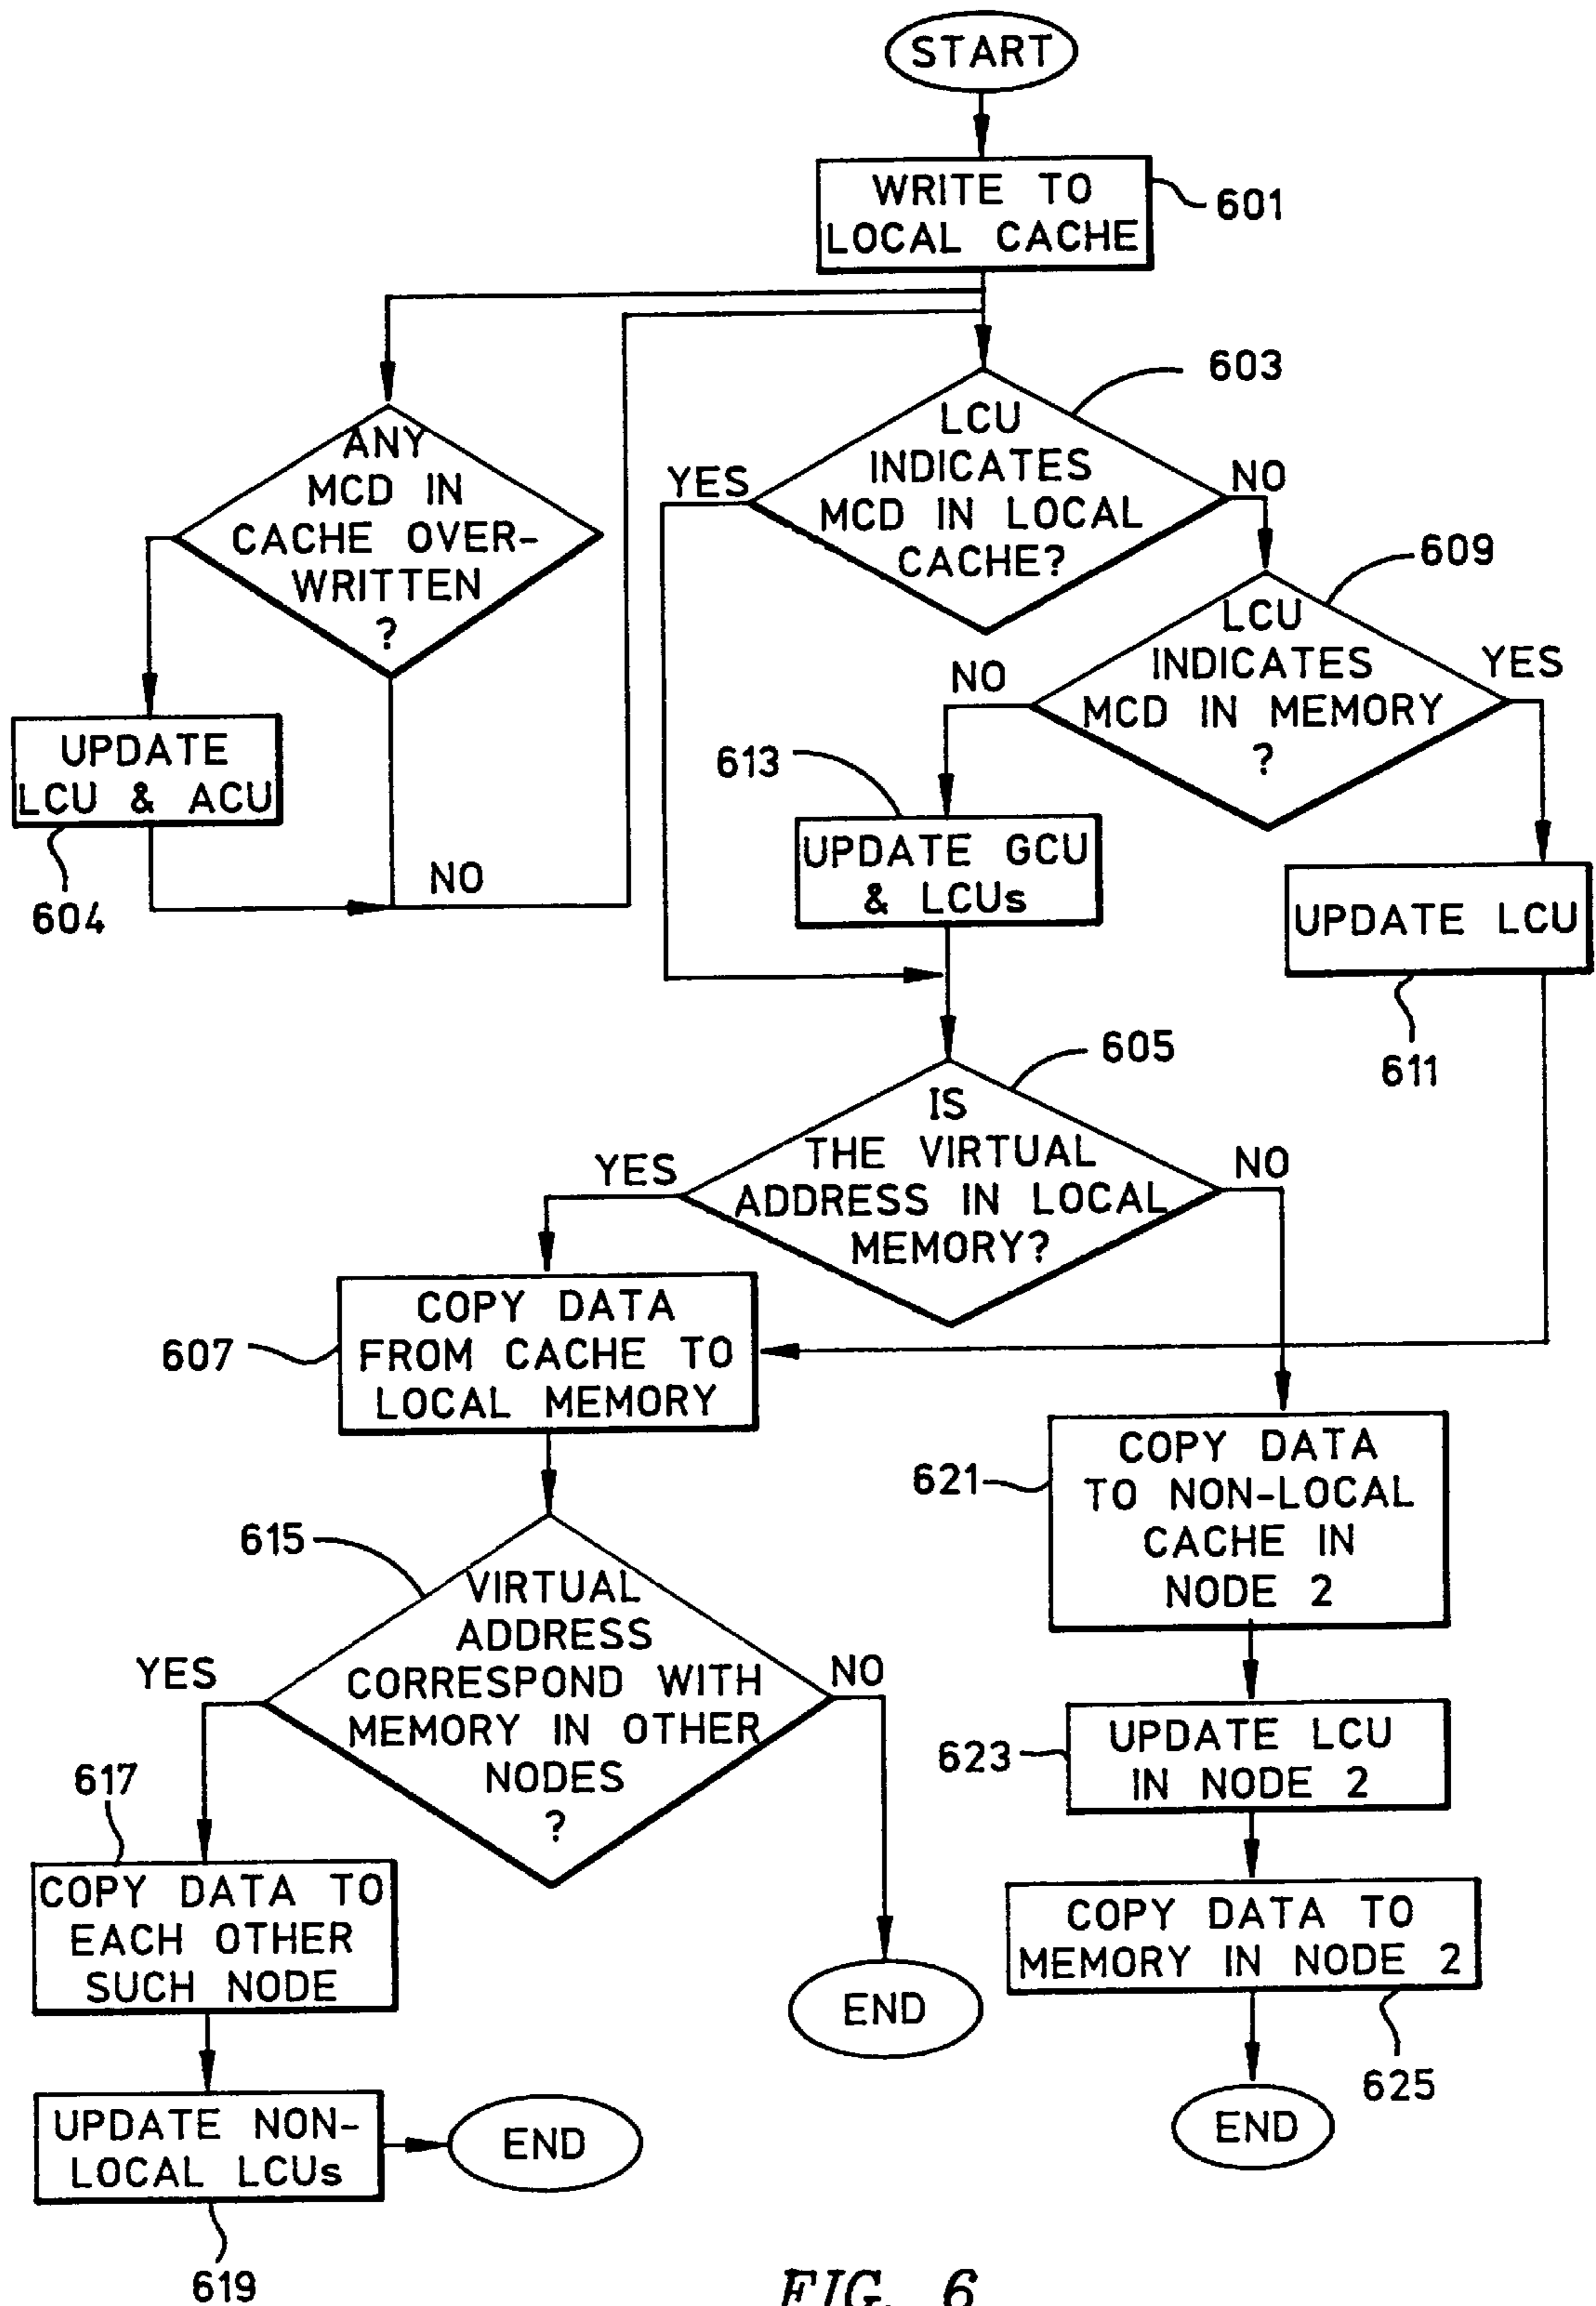 START
WRITE TO
LOCAL CACHE
601
603
LCU
INDICATES
MCD IN LOCAL
CACHE?
YES
NO
ANY
MCD IN
CACHE OVER-
WRITTEN
?
609
LCU
INDICATES
MCD IN MEMORY
?
NO
YES
UPDATE
LCU & ACU
604
NO
613
UPDATE GCU
& LCUs
UPDATE LCU
611
605
IS
THE VIRTUAL
ADDRESS IN LOCAL
MEMORY?
YES
NO
COPY DATA
FROM CACHE TO
LOCAL MEMORY
607
COPY DATA
TO NON-LOCAL
CACHE IN
NODE 2
621
615
VIRTUAL
ADDRESS
CORRESPOND WITH
MEMORY IN OTHER
NODES
?
YES
NO
UPDATE LCU
IN NODE 2
623
617
COPY DATA TO
EACH OTHER
SUCH NODE
END
COPY DATA TO
MEMORY IN NODE 2
625
END
UPDATE NON-
LOCAL LCUs
619
END
FIG. 6